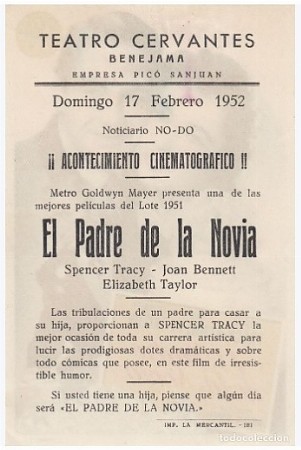 TEATRO CERVANTES
BENEJAMA
EMPRESA PICÓ SANJUAN
Domingo 17 Febrero 1952
Noticiario NO-DO
¡¡ ACONTECIMIENTO CINEMATOGRAFICO !!
Metro Goldwyn Mayer presenta una de las
mejores películas del Lote 1951
El Padre de la Novia
Spencer Tracy - Joan Bennett
Elizabeth Taylor
Las tribulaciones de un padre para casar a
su hija, proporcionan a SPENCER TRACY la
mejor ocasión de toda su carrera artística para
lucir las prodigiosas dotes dramáticas y sobre
todo cómicas que posee, en este film de irresis-
tible humor.
Si usted tiene una hija, piense que algún día
será «EL PADRE DE LA NOVIA.»
IMP. LA MERCANTIL. -
todocoleccion